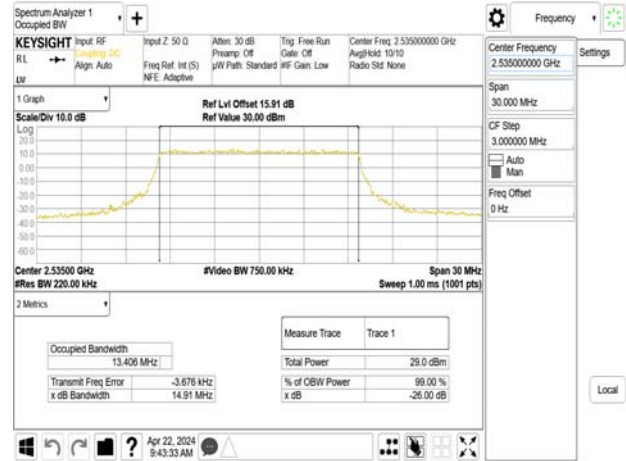 Spectrum Analyzer 1
Occupied BW
Frequency
KEYSIGHT
Input: RF
Coupling: DC
Align: Auto
Input Z: 50 Ω
Freq Ref: Int (S)
NFE: Adaptive
Atten: 30 dB
Preamp: Off
µW Path: Standard
Trig: Free Run
Gate: Off
#IF Gain: Low
Center Freq: 2.535000000 GHz
Avg|Hold: 10/10
Radio Std: None
RL
Center Frequency
2.535000000 GHz
Settings
Span
30.000 MHz
CF Step
3.000000 MHz
Auto
Man
Freq Offset
0 Hz
Local
1 Graph
Scale/Div 10.0 dB
Ref Lvl Offset 15.91 dB
Ref Value 30.00 dBm
Log
20.0
10.0
0.00
-10.0
-20.0
-30.0
-40.0
-50.0
-60.0
Center 2.53500 GHz
#Res BW 220.00 kHz
#Video BW 750.00 kHz
Span 30 MHz
Sweep 1.00 ms (1001 pts)
2 Metrics
Measure Trace Trace 1
Occupied Bandwidth
13.406 MHz
Total Power 29.0 dBm
Transmit Freq Error -3.676 kHz
% of OBW Power 99.00 %
x dB Bandwidth 14.91 MHz
x dB -26.00 dB
Apr 22, 2024
9:43:33 AM